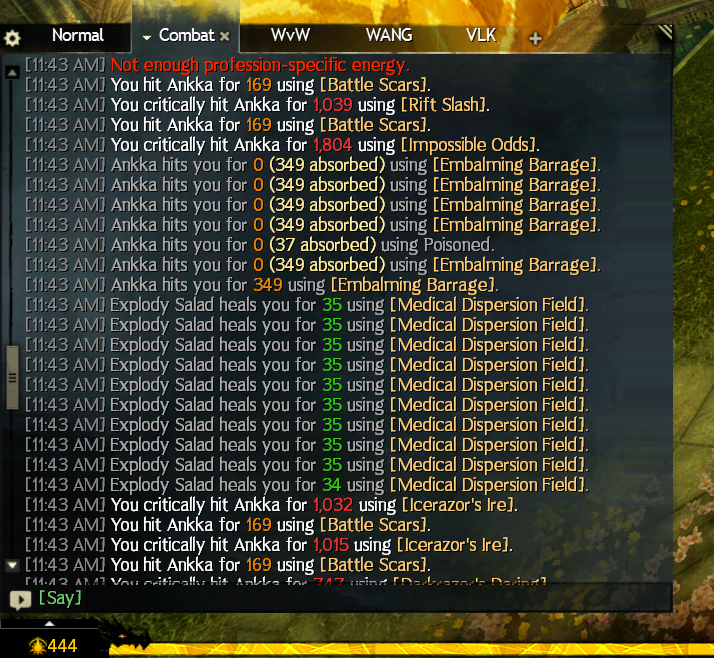 Normal Combat WvW WANG VLK
[11:43 AM] Not enough profession-specific energy.
[11:43 AM] You hit Ankka for 169 using [Battle Scars].
[11:43 AM] You critically hit Ankka for 1,039 using [Rift Slash].
[11:43 AM] You hit Ankka for 169 using [Battle Scars].
[11:43 AM] You critically hit Ankka for 1,804 using [Impossible Odds].
[11:43 AM] Ankka hits you for 0 (349 absorbed) using [Embalming Barrage].
[11:43 AM] Ankka hits you for 0 (349 absorbed) using [Embalming Barrage].
[11:43 AM] Ankka hits you for 0 (349 absorbed) using [Embalming Barrage].
[11:43 AM] Ankka hits you for 0 (349 absorbed) using [Embalming Barrage].
[11:43 AM] Ankka hits you for 0 (37 absorbed) using Poisoned.
[11:43 AM] Ankka hits you for 0 (349 absorbed) using [Embalming Barrage].
[11:43 AM] Ankka hits you for 349 using [Embalming Barrage].
[11:43 AM] Explody Salad heals you for 35 using [Medical Dispersion Field].
[11:43 AM] Explody Salad heals you for 35 using [Medical Dispersion Field].
[11:43 AM] Explody Salad heals you for 35 using [Medical Dispersion Field].
[11:43 AM] Explody Salad heals you for 35 using [Medical Dispersion Field].
[11:43 AM] Explody Salad heals you for 35 using [Medical Dispersion Field].
[11:43 AM] Explody Salad heals you for 35 using [Medical Dispersion Field].
[11:43 AM] Explody Salad heals you for 35 using [Medical Dispersion Field].
[11:43 AM] Explody Salad heals you for 35 using [Medical Dispersion Field].
[11:43 AM] Explody Salad heals you for 35 using [Medical Dispersion Field].
[11:43 AM] Explody Salad heals you for 34 using [Medical Dispersion Field].
[11:43 AM] You critically hit Ankka for 1,032 using [Icerazor's Ire].
[11:43 AM] You hit Ankka for 169 using [Battle Scars].
[11:43 AM] You critically hit Ankka for 1,015 using [Icerazor's Ire].
[11:43 AM] You hit Ankka for 169 using [Battle Scars].
[11:43 AM] You critically hit Ankka for 747 using [Darkrazor's Daring].
[Say]
444